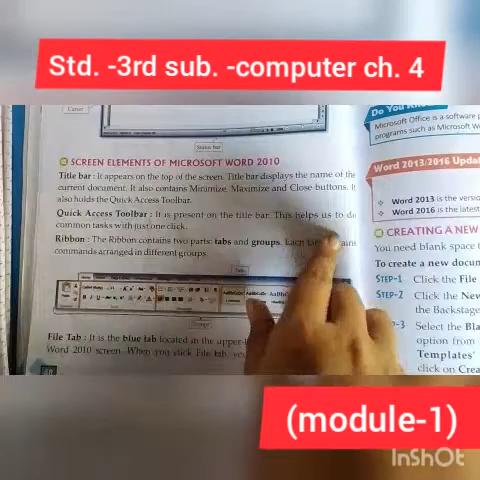 Std. -3rd sub. -computer ch. 4
Cursor
Status bar
SCREEN ELEMENTS OF MICROSOFT WORD 2010
Title bar : It appears on the top of the screen. Title bar displays the name of the
current document. It also contains Minimize, Maximize and Close buttons. It
also holds the Quick Access Toolbar.
Quick Access Toolbar : It is present on the title bar. This helps us to do
common tasks with just one click.
Ribbon : The Ribbon contains two parts: tabs and groups. Each
commands arranged in different groups.
Tabs
Groups
File Tab : It is the blue tab located in the upper-
Word 2010 screen. When you click File tab,
48
Do You
Microsoft Office is a software
programs such as Microsoft
Word 2013/2016
Word 2013 is the
Word 2016 is the latest
CREATING A NEW
You need blank space
To create a new
STEP-1 Click the File
STEP-2 Click the
the Backstage
-3 Select the
option from
Templates'
click on
(module-1)
InShOt